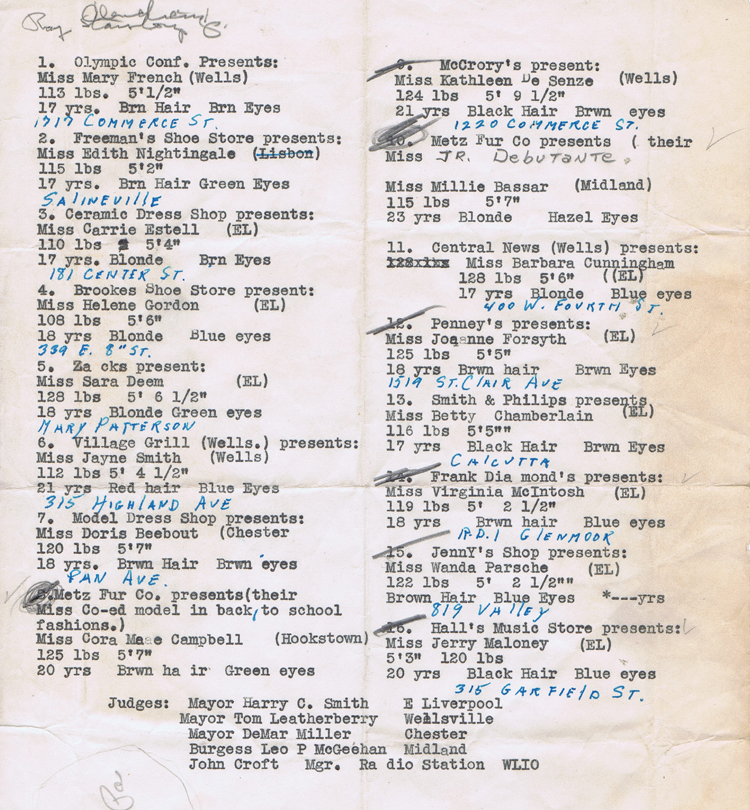 Ray
1. Olympic Conf. Presents:
Miss Mary French (Wells)
113 lbs. 5'1/2"
17 yrs. Brn Hair Brn Eyes
1717 COMMERCE ST.
2. Freeman's Shoe Store presents:
Miss Edith Nightingale (Lisbon)
115 lbs 5'2"
17 yrs. Brn Hair Green Eyes
SALINEVILLE
3. Ceramic Dress Shop presents:
Miss Carrie Estell (EL)
110 lbs 5'4"
17 yrs. Blonde Brn Eyes
181 CENTER ST.
4. Brookes Shoe Store present:
Miss Helene Gordon (EL)
108 lbs 5'6"
18 yrs Blonde Blue eyes
339 E. 8" ST.
5. Za cks present:
Miss Sara Deem (EL)
128 lbs 5' 6 1/2"
18 yrs Blonde Green eyes
MARY PATTERSON
6. Village Grill (Wells.) presents:
Miss Jayne Smith (Wells)
112 lbs 5' 4 1/2"
21 yrs Red hair Blue Eyes
315 HIGHLAND AVE
7. Model Dress Shop presents:
Miss Doris Beebout (Chester
120 lbs 5'7"
18 yrs. Brwn Hair Brwn eyes
PAN AVE.
8.Metz Fur Co. presents(their
Miss Co-ed model in back to school
fashions.)
Miss Cora Mae Campbell (Hookstown)
125 lbs 5'7"
20 yrs Brwn ha ir Green eyes
9. McCrory's present:
Miss Kathleen De Senze (Wells)
124 lbs 5' 9 1/2"
21 yrs Black Hair Brwn eyes
1220 COMMERCE ST.
10. Metz Fur Co presents ( their
Miss JR. DEBUTANTE.
Miss Millie Bassar (Midland)
115 lbs 5'7"
23 yrs Blonde Hazel Eyes
11. Central News (Wells) presents:
128xixx Miss Barbara Cunningham
128 lbs 5'6" ((EL)
17 yrs Blonde Blue eyes
400 W. FOURTH ST.
12. Penney's presents:
Miss Joanne Forsyth (EL)
125 lbs 5'5"
18 yrs Brwn hair Brwn Eyes
1519 ST. CLAIR AVE
13. Smith & Philips presents
Miss Betty Chamberlain (EL)
116 lbs 5'5""
17 yrs Black Hair Brwn Eyes
CALCUTTA
14. Frank Dia mond's presents:
Miss Virginia McIntosh (EL)
119 lbs 5' 2 1/2"
18 yrs Brwn hair Blue eyes
R.D.1 GLENMOOR
15. JennY's Shop presents:
Miss Wanda Parsche (EL)
122 lbs 5' 2 1/2""
Brown Hair Blue Eyes *---yrs
819 VALLEY
16. Hall's Music Store presents:
Miss Jerry Maloney (EL)
5'3" 120 lbs
20 yrs Black Hair Blue Eyes
315 GARFIELD ST.
Judges: Mayor Harry C. Smith E Liverpool
Mayor Tom Leatherberry Wellsville
Mayor DeMar Miller Chester
Burgess Leo P McGeehan Midland
John Croft Mgr. Ra dio Station WLIO